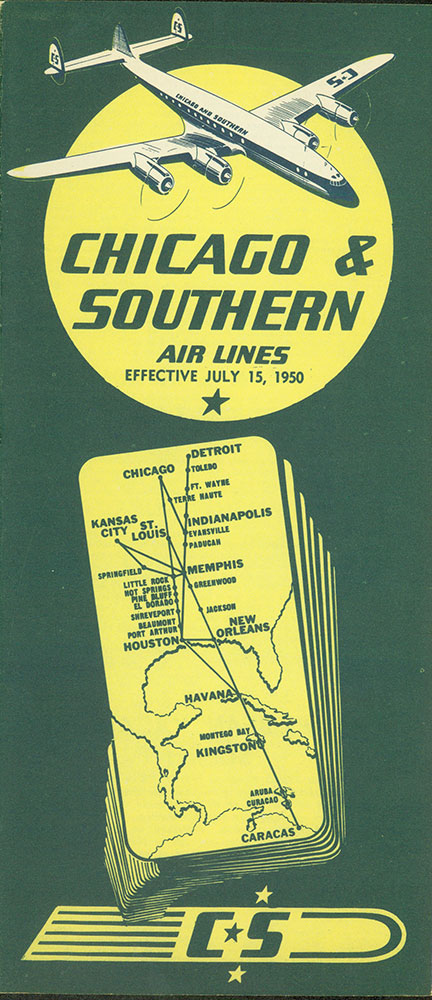 C-S
C-S
CHICAGO AND SOUTHERN
CHICAGO &
SOUTHERN
AIR LINES
EFFECTIVE JULY 15, 1950
DETROIT
TOLEDO
CHICAGO
FT. WAYNE
TERRE HAUTE
INDIANAPOLIS
KANSAS
CITY
ST.
LOUIS
EVANSVILLE
PADUCAH
MEMPHIS
SPRINGFIELD
LITTLE ROCK
GREENWOOD
HOT SPRINGS
PINE BLUFF
EL DORADO
JACKSON
SHREVEPORT
BEAUMONT
PORT ARTHUR
NEW
ORLEANS
HOUSTON
HAVANA
MONTEGO BAY
KINGSTON
ARUBA
CURACAO
CARACAS
C★S